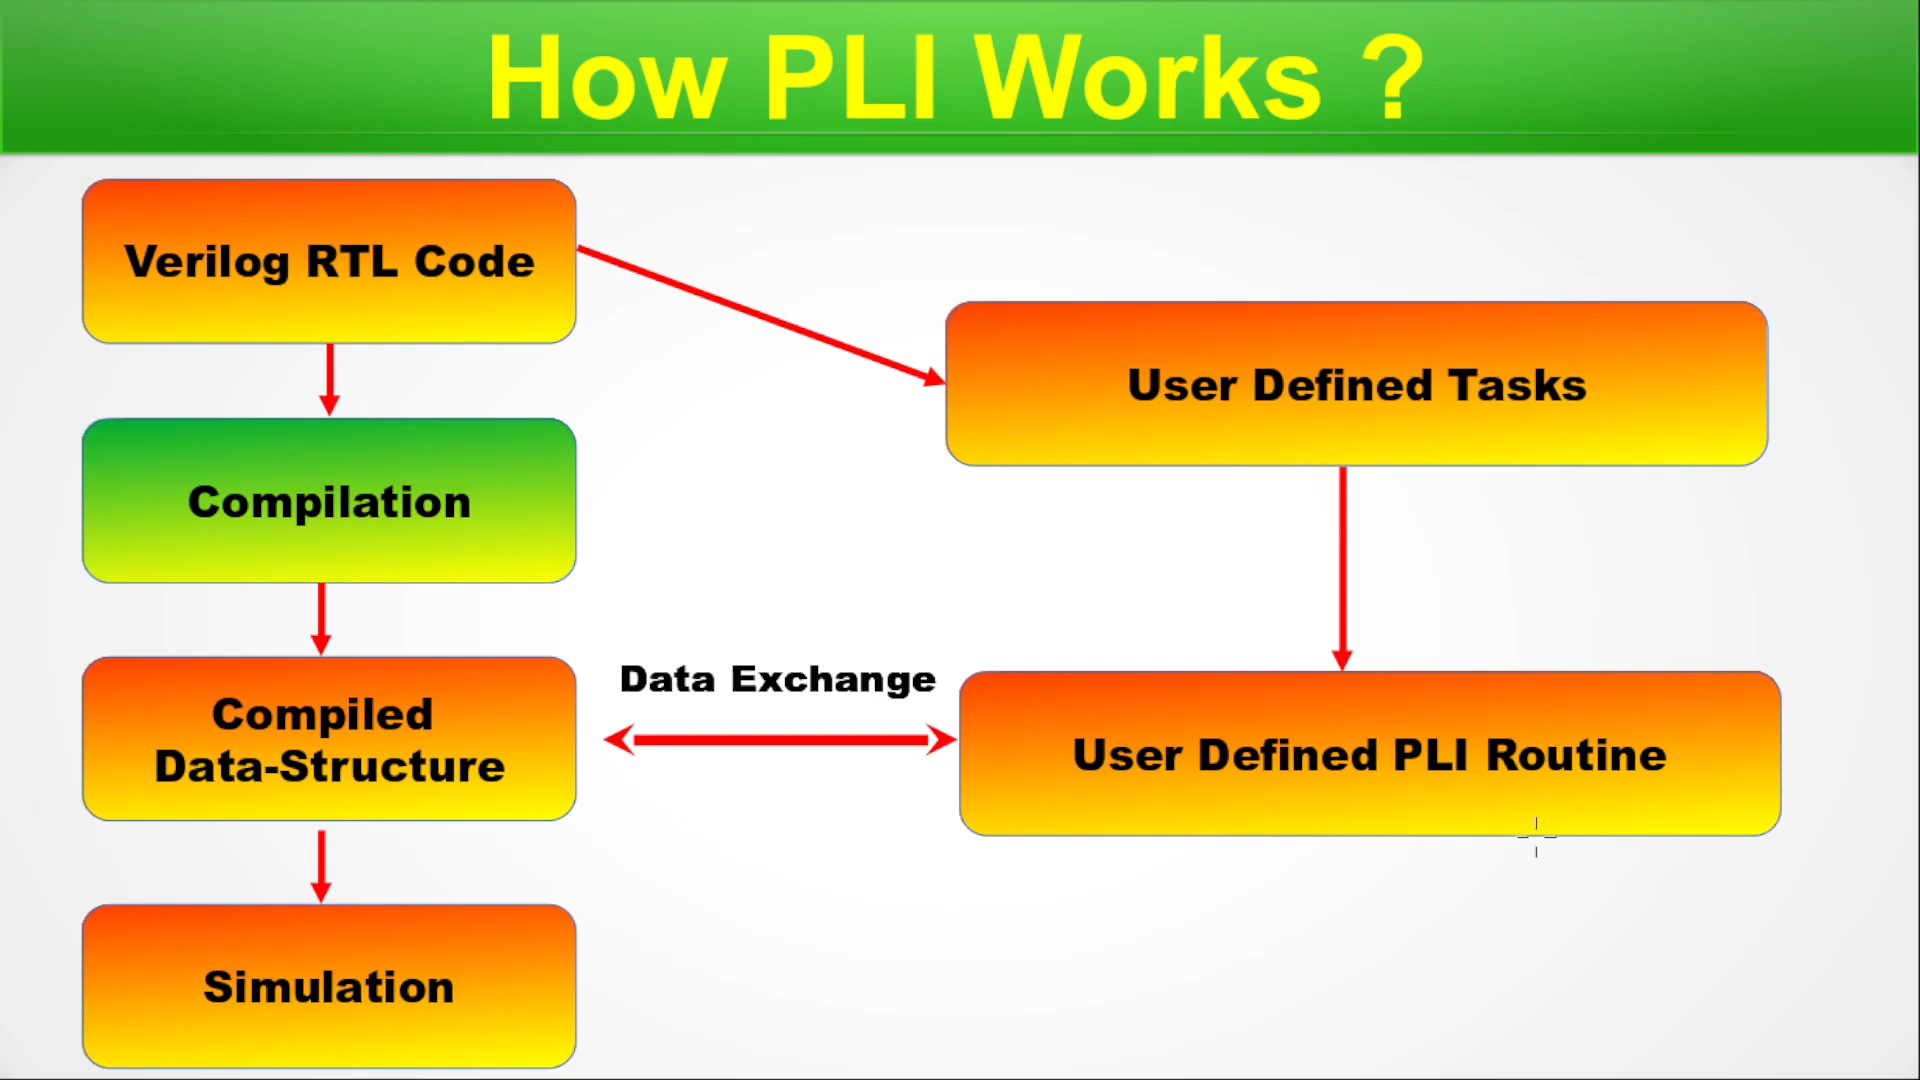 How PLI Works ?
Verilog RTL Code
User Defined Tasks
Compilation
Data Exchange
Compiled
Data-Structure
User Defined PLI Routine
Simulation